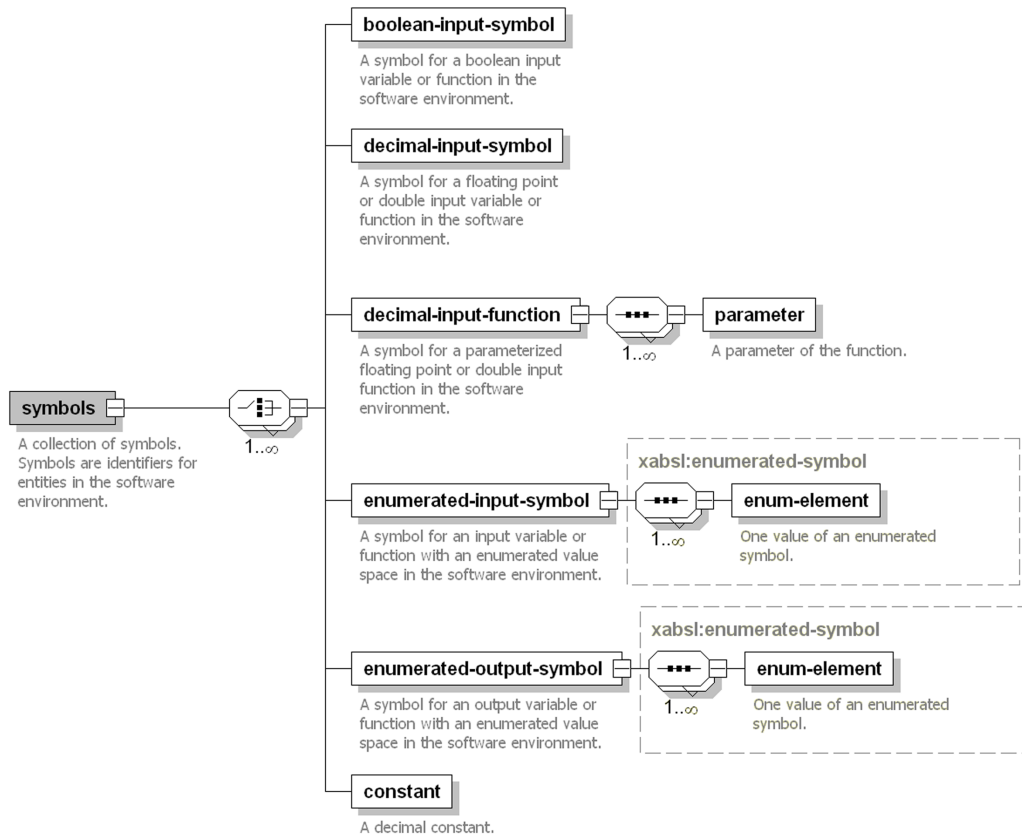 boolean-input-symbol
A symbol for a boolean input
variable or function in the
software environment.
decimal-input-symbol
A symbol for a floating point
or double input variable or
function in the software
environment.
decimal-input-function
1..∞
parameter
A symbol for a parameterized
floating point or double input
function in the software
environment.
A parameter of the function.
symbols
1..∞
A collection of symbols.
Symbols are identifiers for
entities in the software
environment.
xabsl:enumerated-symbol
enumerated-input-symbol
1..∞
enum-element
A symbol for an input variable or
function with an enumerated value
space in the software environment.
One value of an enumerated
symbol.
xabsl:enumerated-symbol
enumerated-output-symbol
1..∞
enum-element
A symbol for an output variable or
function with an enumerated value
space in the software environment.
One value of an enumerated
symbol.
constant
A decimal constant.